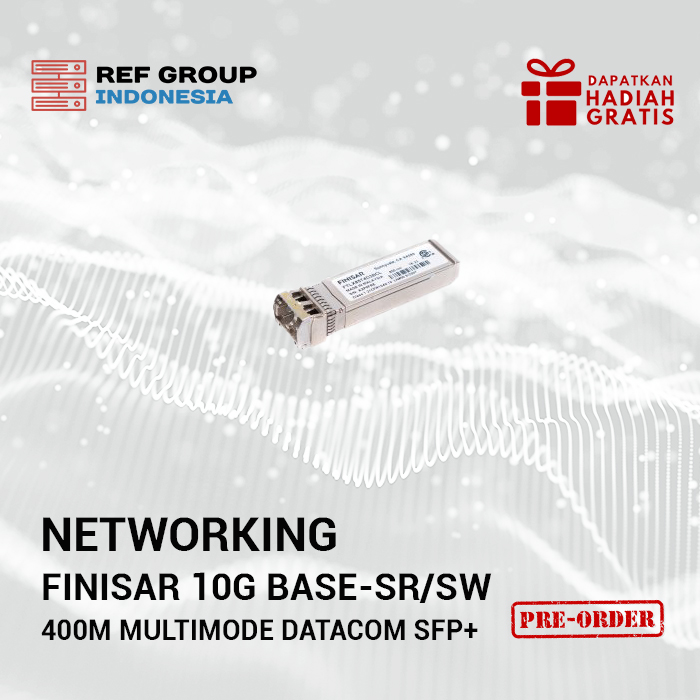 REF GROUP
INDONESIA
DAPATKAN
HADIAH
GRATIS
FINISAR
NETWORKING
FINISAR 10G BASE-SR/SW
400M MULTIMODE DATACOM SFP+
PRE-ORDER